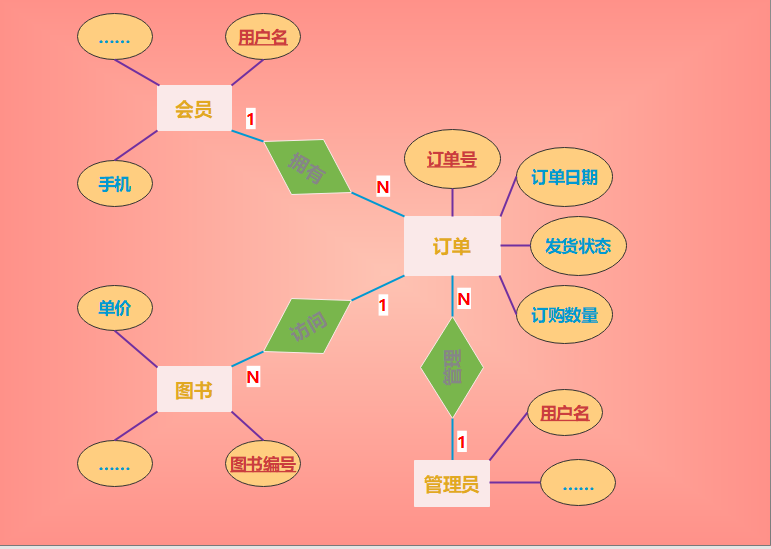 ……
用户名
会员
1
拥有
N
手机
订单号
订单日期
订单
发货状态
订购数量
单价
访问
1
N
图书
N
管理
1
……
图书编号
用户名
管理员
……